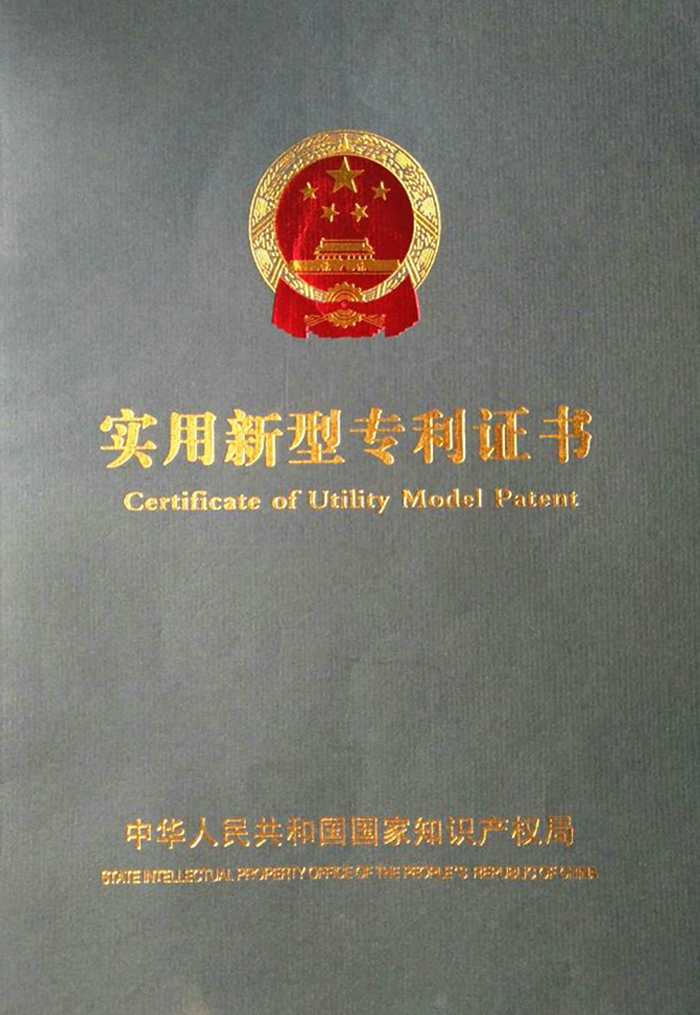 实用新型专利证书
Certificate of Utility Model Patent
中华人民共和国国家知识产权局
STATE INTELLECTUAL PROPERTY OFFICE OF THE PEOPLE'S REPUBLIC OF CHINA